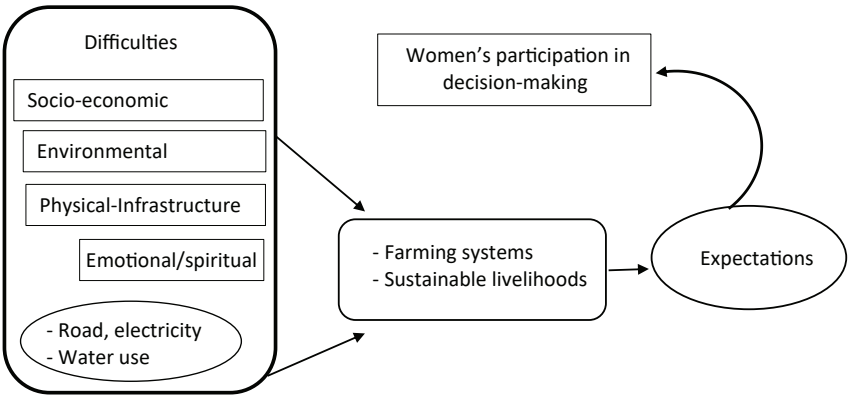 Difficulties
Socio-economic
Environmental
Physical-Infrastructure
Emotional/spiritual
- Road, electricity
- Water use
- Farming systems
- Sustainable livelihoods
Women’s participation in
decision-making
Expectations